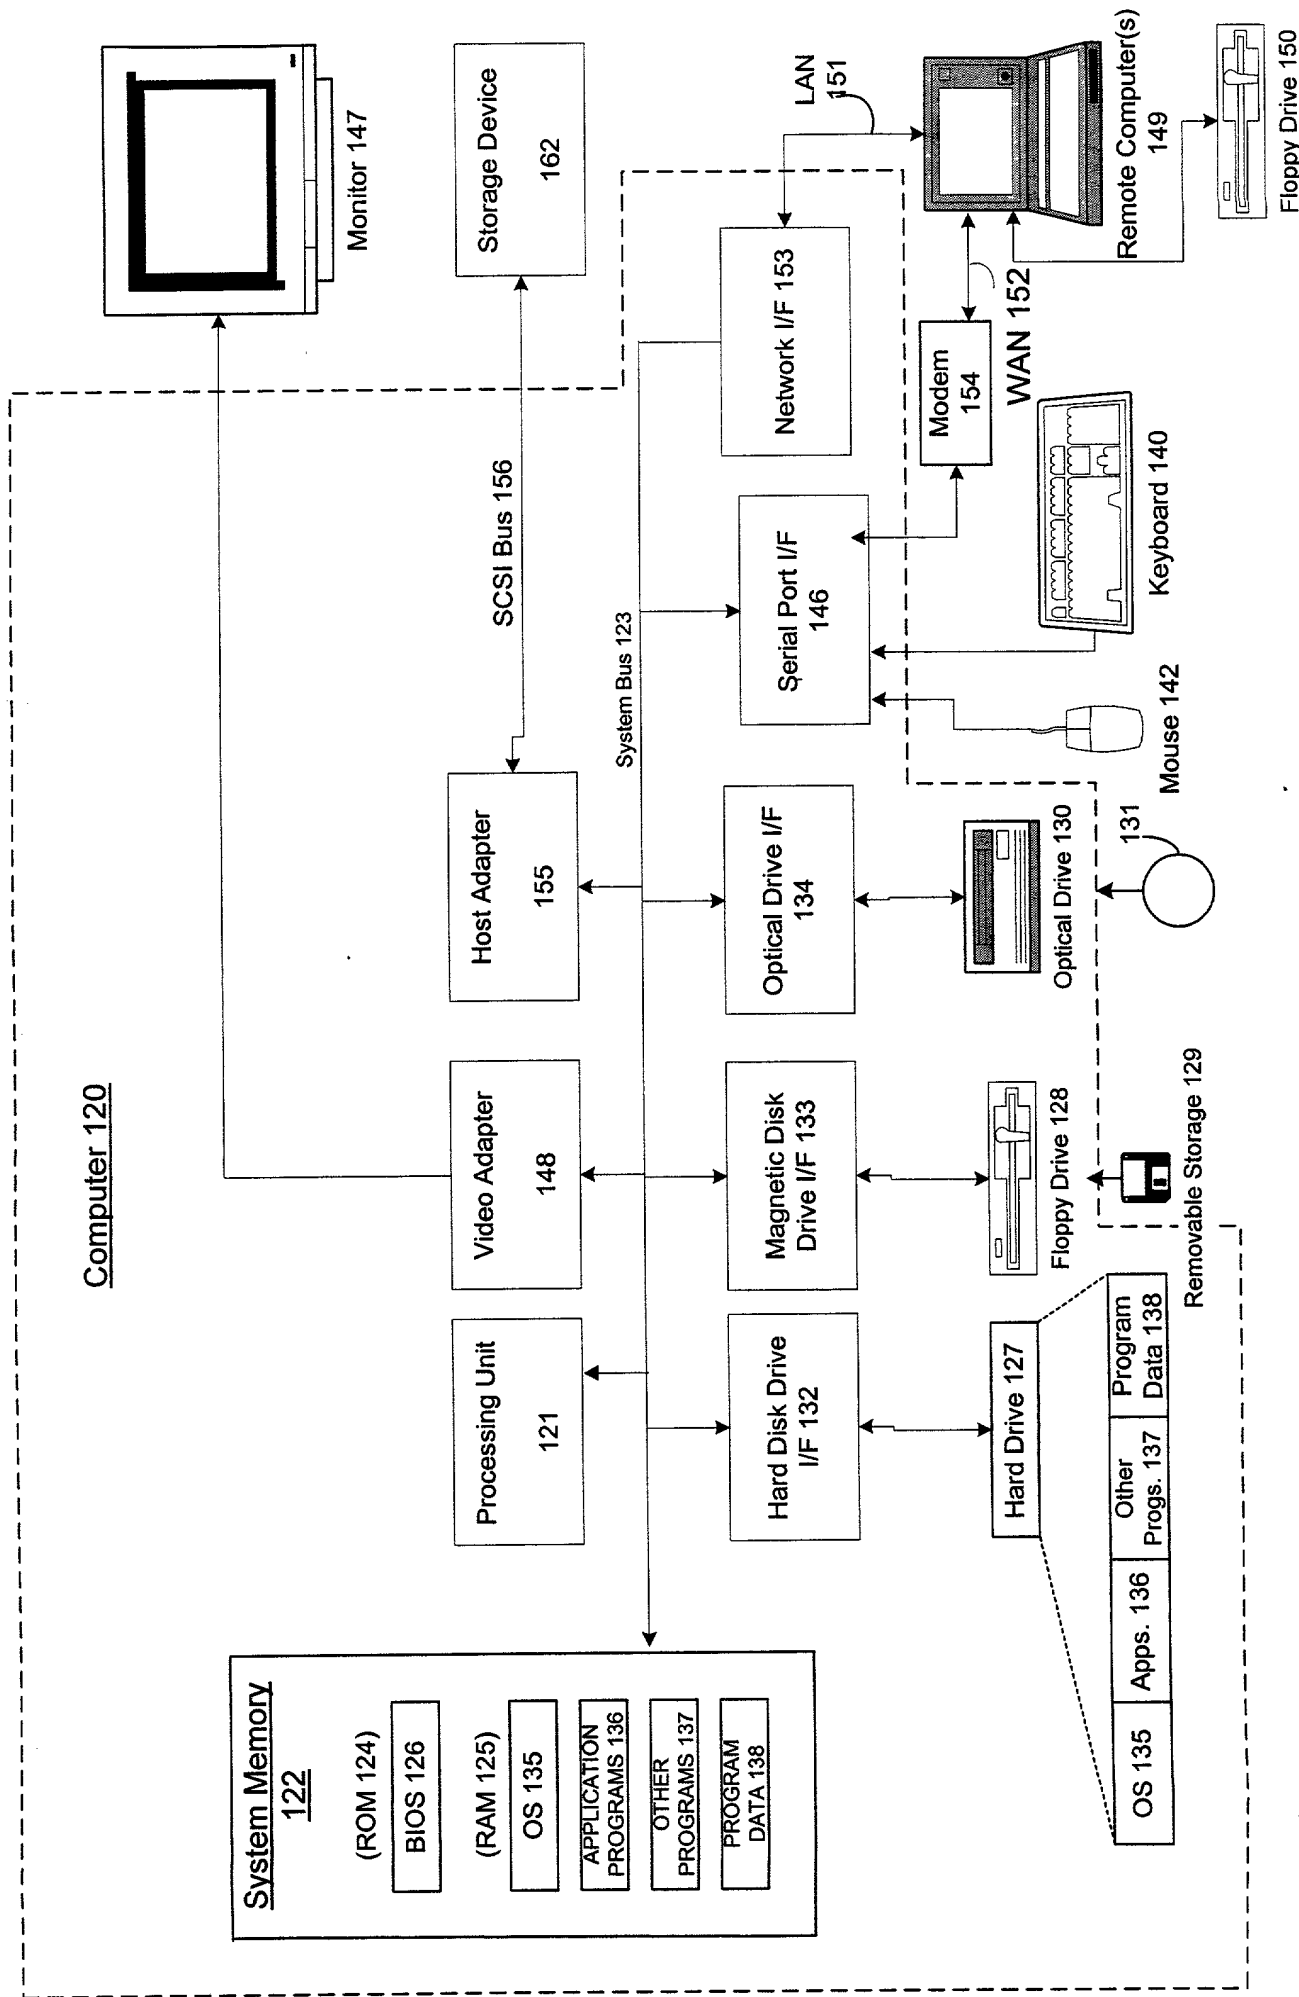 Computer 120
Monitor 147
System Memory
122
(ROM 124)
BIOS 126
(RAM 125)
OS 135
APPLICATION
PROGRAMS 136
OTHER
PROGRAMS 137
PROGRAM
DATA 138
Processing Unit
121
Video Adapter
148
Host Adapter
155
SCSI Bus 156
Storage Device
162
System Bus 123
Hard Disk Drive
I/F 132
Magnetic Disk
Drive I/F 133
Optical Drive I/F
134
Serial Port I/F
146
Network I/F 153
LAN
151
Hard Drive 127
Floppy Drive 128
Optical Drive 130
Modem
154
WAN 152
Remote Computer(s)
149
OS 135
Apps. 136
Other
Progs. 137
Program
Data 138
Removable Storage 129
131
Mouse 142
Keyboard 140
Floppy Drive 150